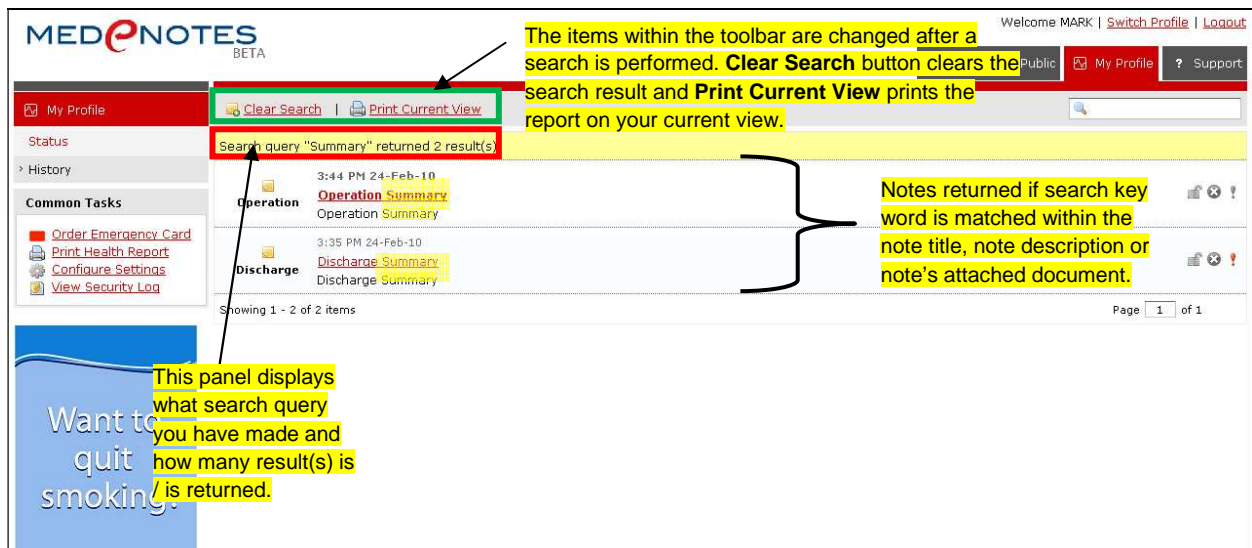 MEDeNOTES
BETA
Welcome MARK | Switch Profile | Logout
Public
My Profile
? Support
The items within the toolbar are changed after a
search is performed. Clear Search button clears the
search result and Print Current View prints the
report on your current view.
My Profile
Clear Search | Print Current View
Status
Search query "Summary" returned 2 result(s)
> History
Common Tasks
Order Emergency Card
Print Health Report
Configure Settings
View Security Log
Operation
3:44 PM 24-Feb-10
Operation Summary
Operation Summary
Discharge
3:35 PM 24-Feb-10
Discharge Summary
Discharge Summary
Notes returned if search key
word is matched within the
note title, note description or
note's attached document.
Showing 1 - 2 of 2 items
Page 1 of 1
This panel displays
what search query
you have made and
how many result(s) is
/ is returned.
Want to
quit
smoking?